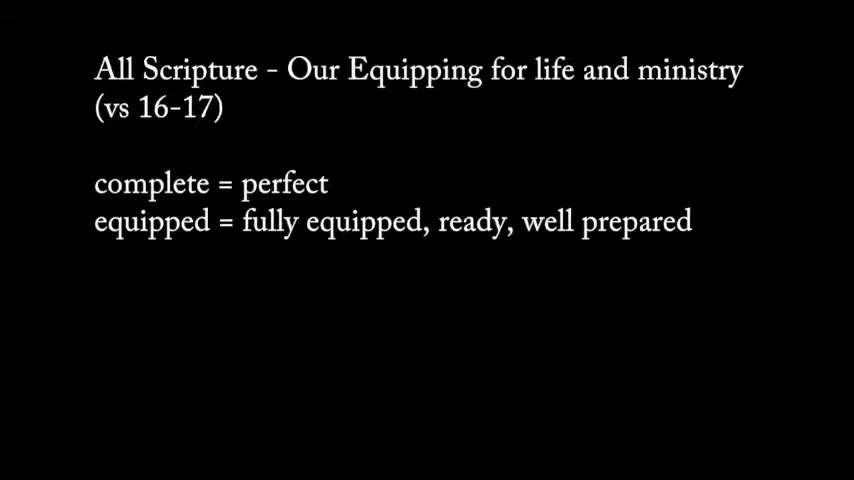 All Scripture - Our Equipping for life and ministry
(vs 16-17)
complete = perfect
equipped = fully equipped, ready, well prepared